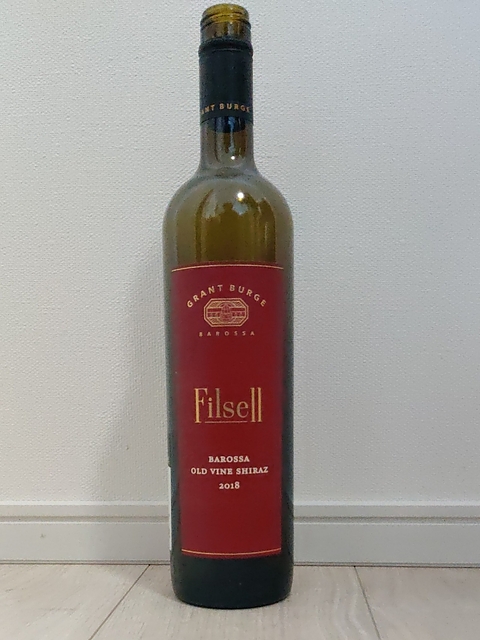 GRANT BURGE
GRANT BURGE
BAROSSA
Filsell
BAROSSA
OLD VINE SHIRAZ
2018